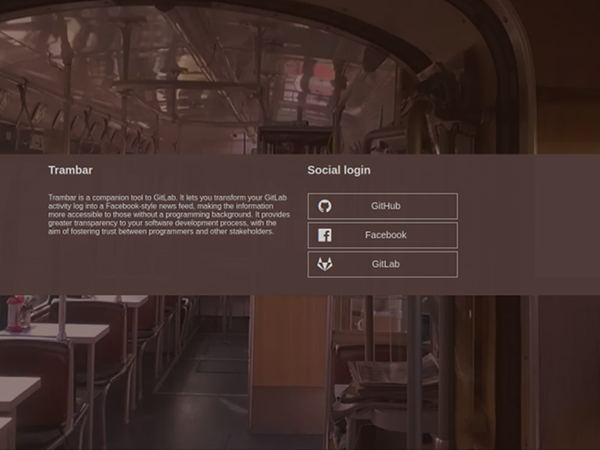 Trambar
Trambar is a companion tool to GitLab. It lets you transform your GitLab
activity log into a Facebook-style news feed, making the information
more accessible to those without a programming background. It provides
greater transparency to your software development process, with the
aim of fostering trust between programmers and other stakeholders.
Social login
GitHub
Facebook
GitLab